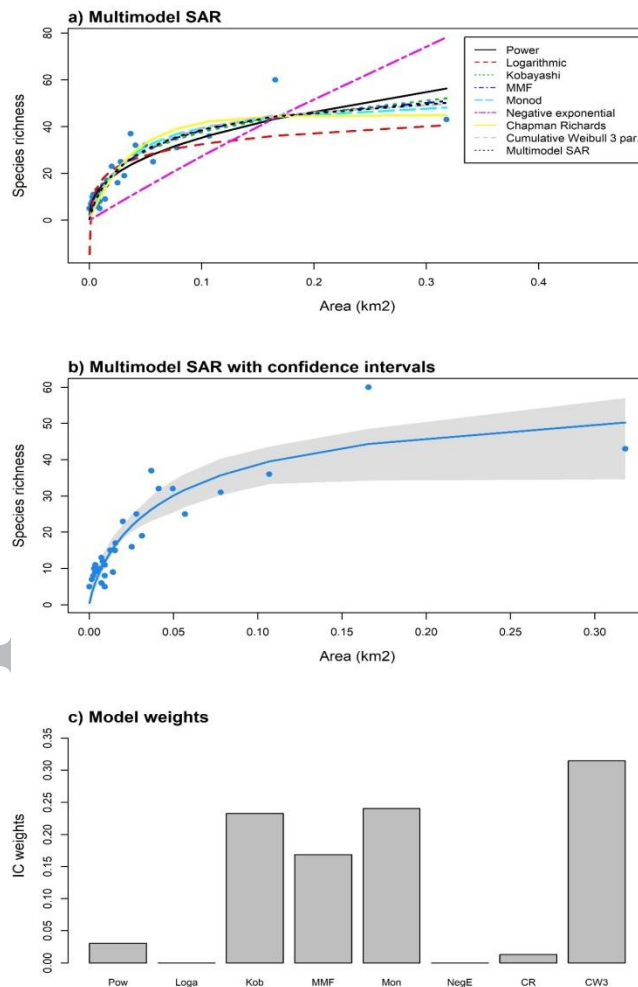 a) Multimodel SAR
Species richness
80
60
40
20
0
Power
Logarithmic
Kobayashi
MMF
Monod
Negative exponential
Chapman Richards
Cumulative Weibull 3 par.
Multimodel SAR
0.0
0.1
0.2
0.3
0.4
Area (km2)
b) Multimodel SAR with confidence intervals
Species richness
60
50
40
30
20
10
0
0.00
0.05
0.10
0.15
0.20
0.25
0.30
Area (km2)
c) Model weights
IC weights
0.35
0.30
0.25
0.20
0.15
0.10
0.05
0.00
Pow
Loga
Kob
MMF
Mon
NegE
CR
CW3